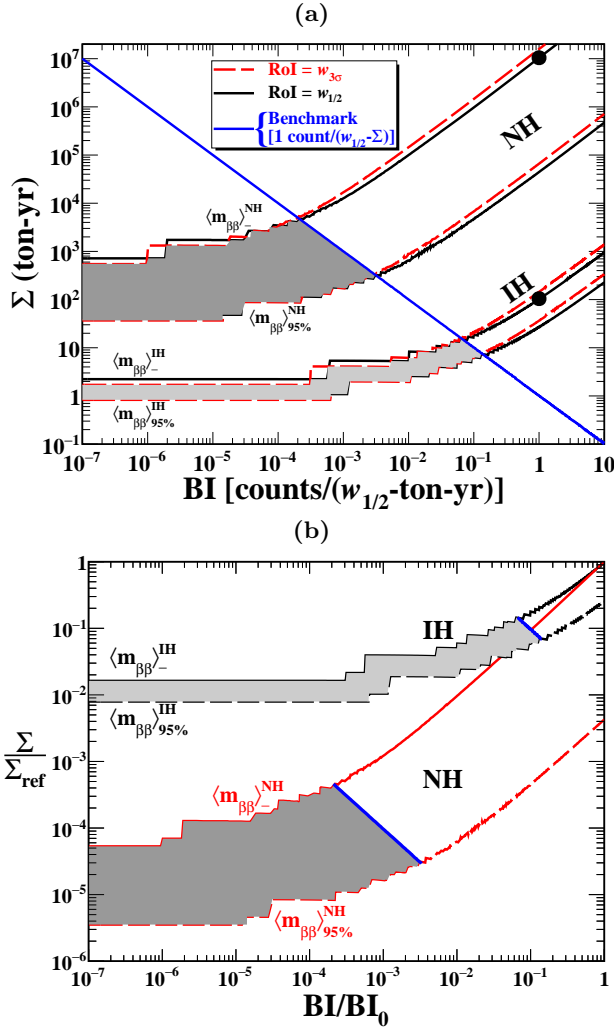 (a)
10⁷
10⁶
10⁵
10⁴
10³
10²
10
1
10⁻¹
Σ (ton-yr)
RoI = w₃σ
RoI = w₁/₂
Benchmark
[1 count/(w₁/₂-Σ)]
NH
IH
⟨mββ⟩₋ᴺᴴ
⟨mββ⟩ᴺᴴ₉₅%
⟨mββ⟩₋ᴵᴴ
⟨mββ⟩ᴵᴴ₉₅%
10⁻⁷ 10⁻⁶ 10⁻⁵ 10⁻⁴ 10⁻³ 10⁻² 10⁻¹ 1 10
BI [counts/(w₁/₂-ton-yr)]
(b)
1
10⁻¹
10⁻²
10⁻³
10⁻⁴
10⁻⁵
10⁻⁶
Σ
Σref
IH
⟨mββ⟩₋ᴵᴴ
⟨mββ⟩ᴵᴴ₉₅%
NH
⟨mββ⟩₋ᴺᴴ
⟨mββ⟩ᴺᴴ₉₅%
10⁻⁷ 10⁻⁶ 10⁻⁵ 10⁻⁴ 10⁻³ 10⁻² 10⁻¹ 1
BI/BI₀